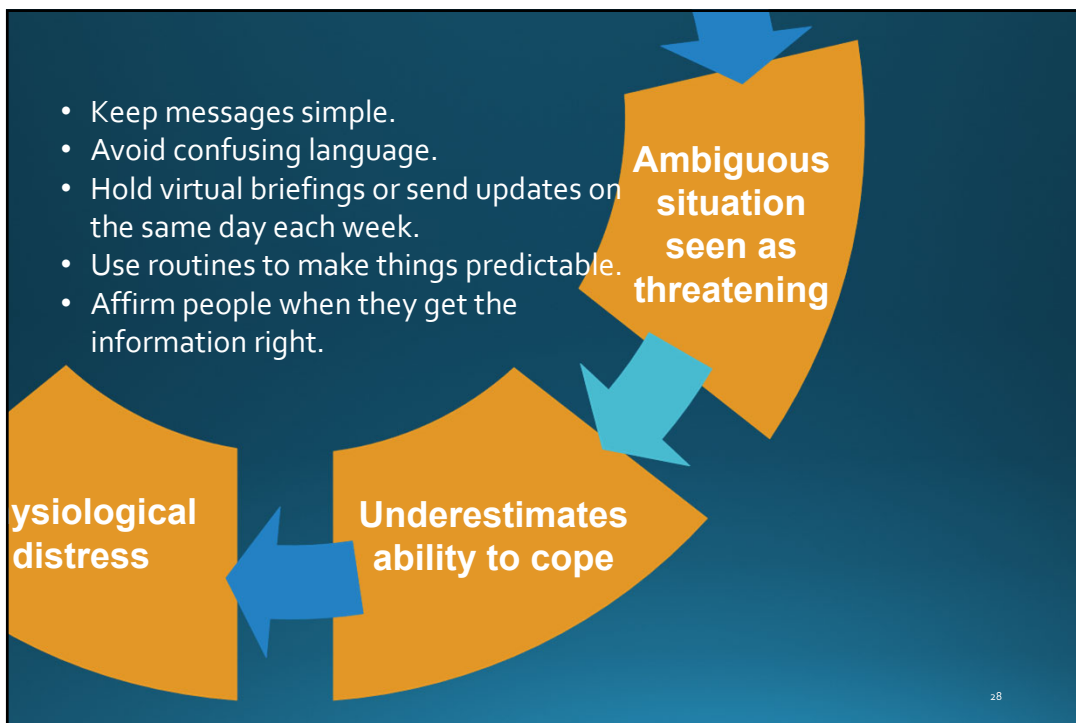 • Keep messages simple.
• Avoid confusing language.
• Hold virtual briefings or send updates on
the same day each week.
• Use routines to make things predictable.
• Affirm people when they get the
information right.
Ambiguous
situation
seen as
threatening
Underestimates
ability to cope
ysiological
distress
28